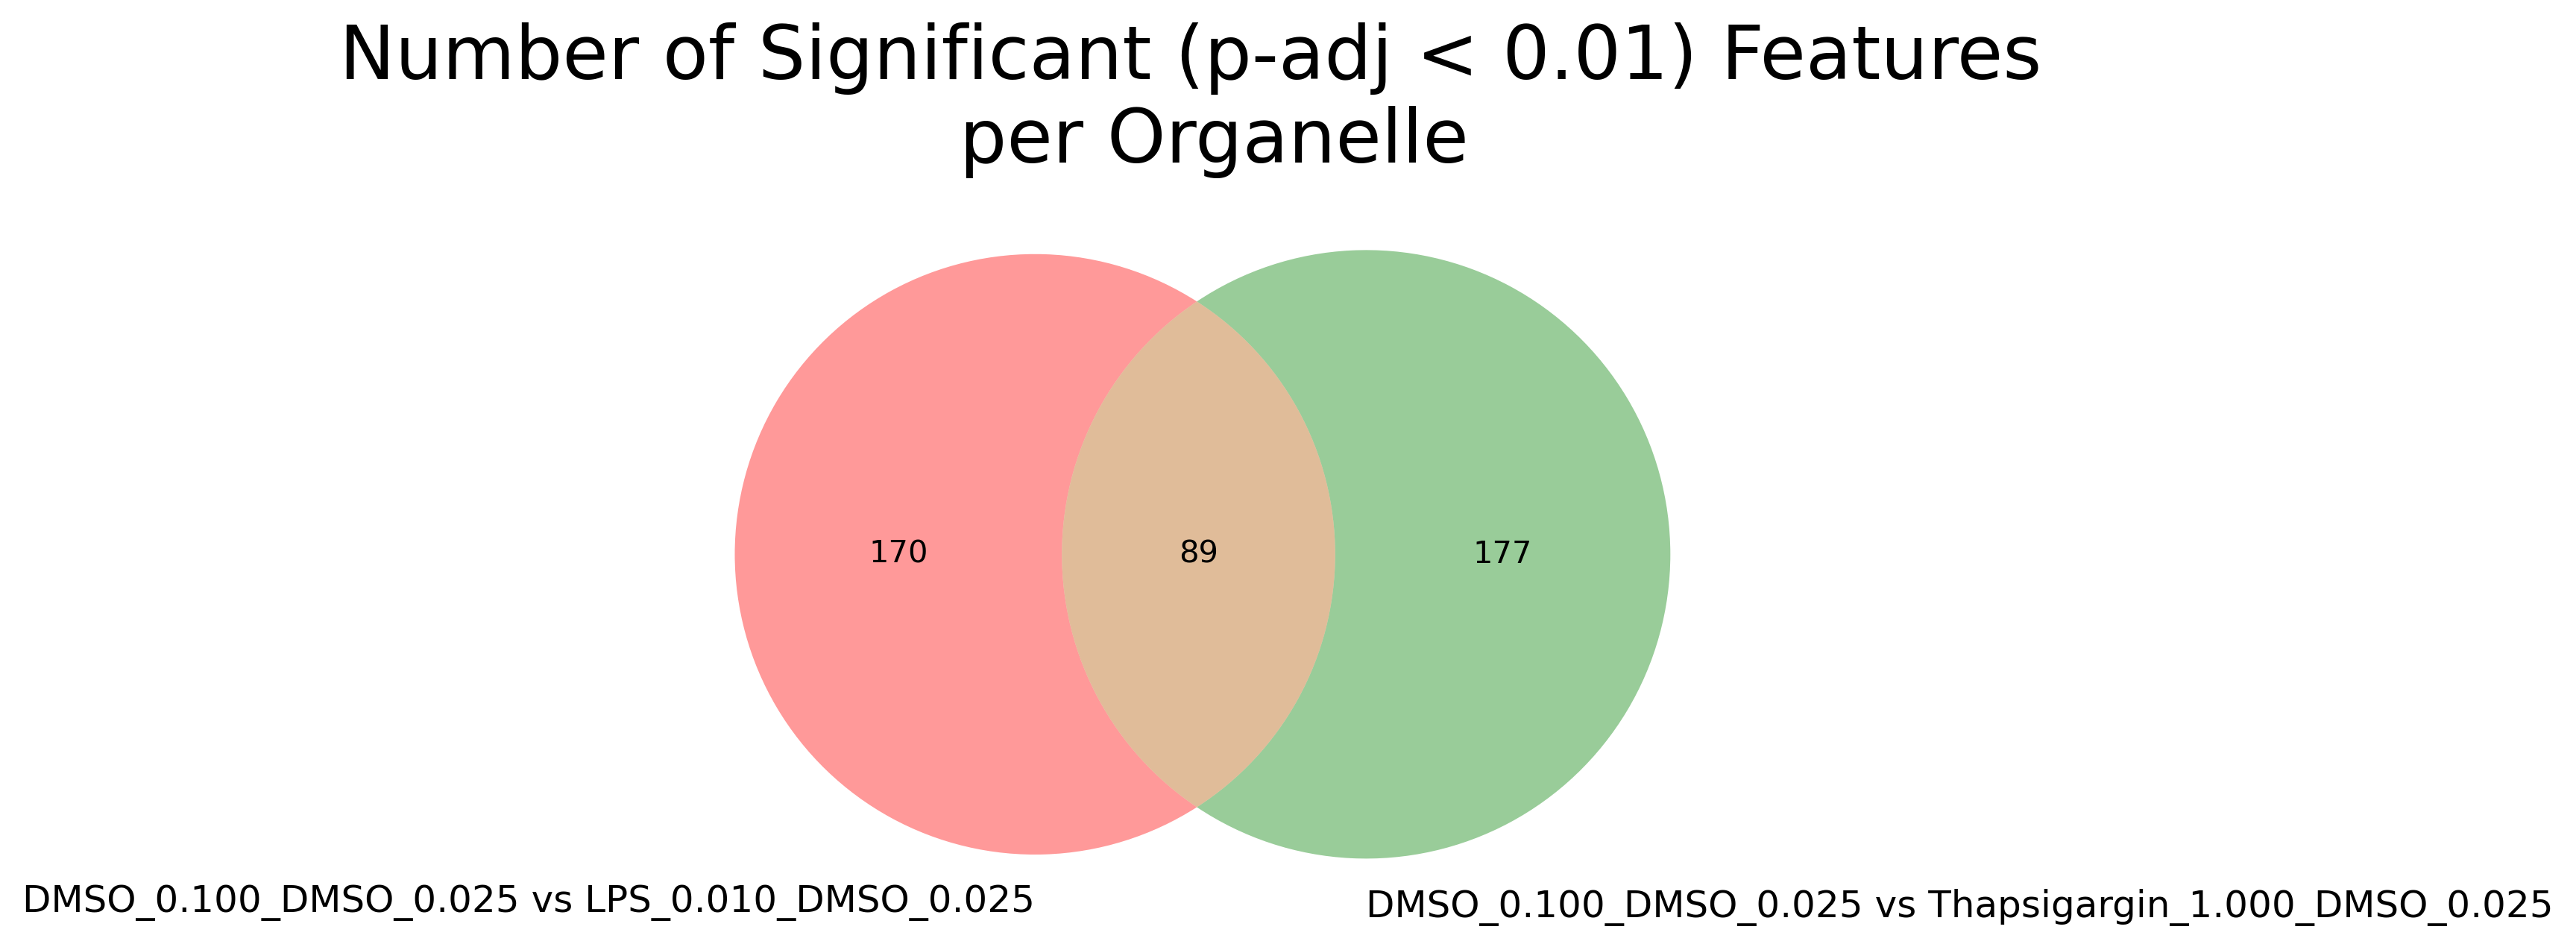 Number of Significant (p-adj < 0.01) Features
per Organelle
170
89
177
DMSO_0.100_DMSO_0.025 vs LPS_0.010_DMSO_0.025
DMSO_0.100_DMSO_0.025 vs Thapsigargin_1.000_DMSO_0.025